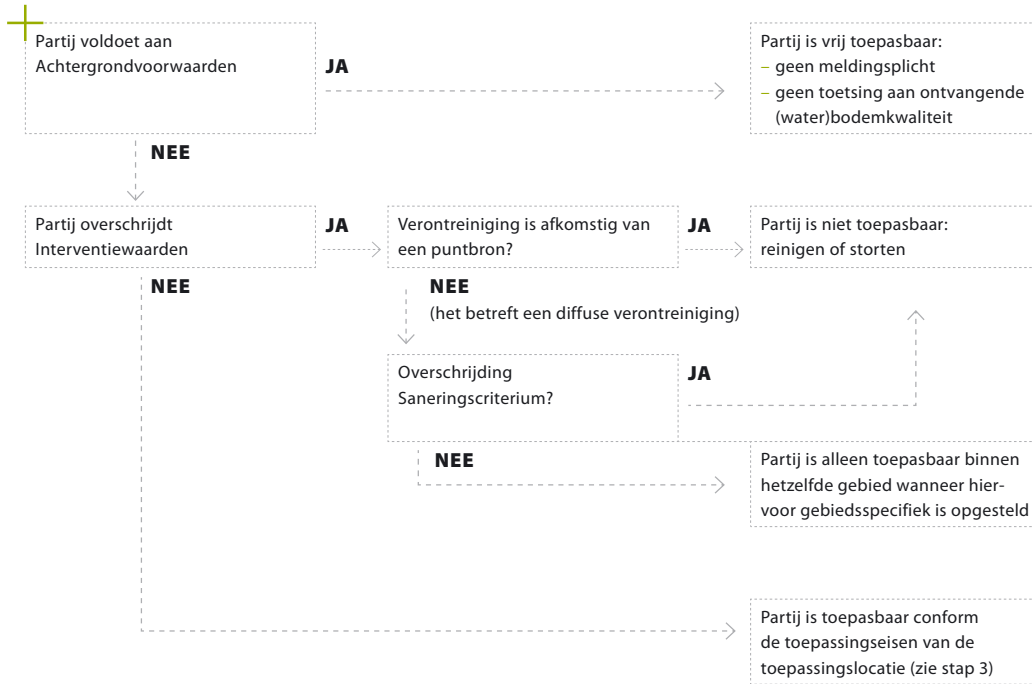 Partij voldoet aan
Achtergrondvoorwaarden
JA
Partij is vrij toepasbaar:
– geen meldingsplicht
– geen toetsing aan ontvangende
(water)bodemkwaliteit
NEE
Partij overschrijdt
Interventiewaarden
JA
Verontreiniging is afkomstig van
een puntbron?
JA
Partij is niet toepasbaar:
reinigen of storten
NEE
NEE
(het betreft een diffuse verontreiniging)
Overschrijding
Saneringscriterium?
JA
NEE
Partij is alleen toepasbaar binnen
hetzelfde gebied wanneer hier-
voor gebiedsspecifiek is opgesteld
Partij is toepasbaar conform
de toepassingseisen van de
toepassingslocatie (zie stap 3)